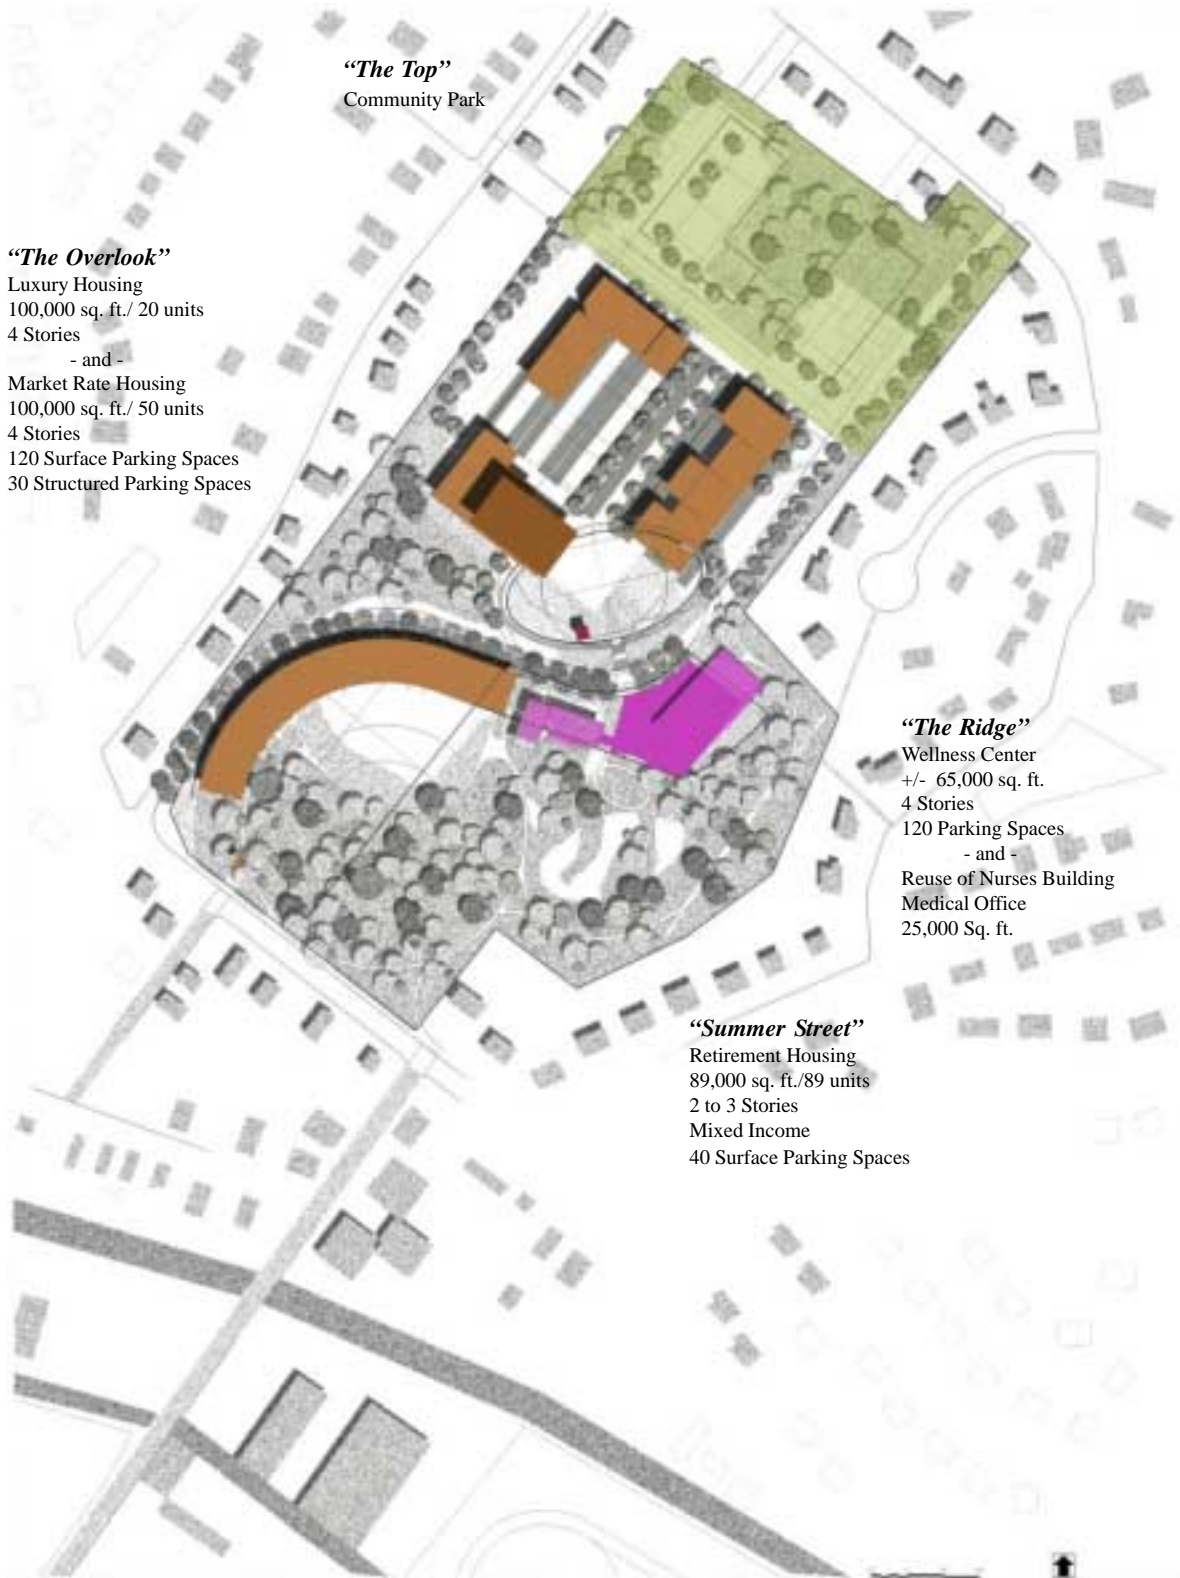 “The Top”
Community Park
“The Overlook”
Luxury Housing
100,000 sq. ft./ 20 units
4 Stories
- and -
Market Rate Housing
100,000 sq. ft./ 50 units
4 Stories
120 Surface Parking Spaces
30 Structured Parking Spaces
“The Ridge”
Wellness Center
+/-  65,000 sq. ft.
4 Stories
120 Parking Spaces
- and -
Reuse of Nurses Building
Medical Office
25,000 Sq. ft.
“Summer Street”
Retirement Housing
89,000 sq. ft./89 units
2 to 3 Stories
Mixed Income
40 Surface Parking Spaces